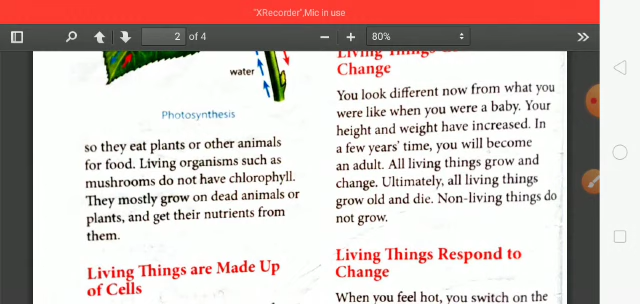 "XRecorder",Mic in use
2 of 4
80%
water
Photosynthesis
so they eat plants or other animals
for food. Living organisms such as
mushrooms do not have chlorophyll.
They mostly grow on dead animals or
plants, and get their nutrients from
them.
Living Things are Made Up
of Cells
Living Things
Change
You look different now from what you
were like when you were a baby. Your
height and weight have increased. In
a few years' time, you will become
an adult. All living things grow and
change. Ultimately, all living things
grow old and die. Non-living things do
not grow.
Living Things Respond to
Change
When you feel hot, you switch on the